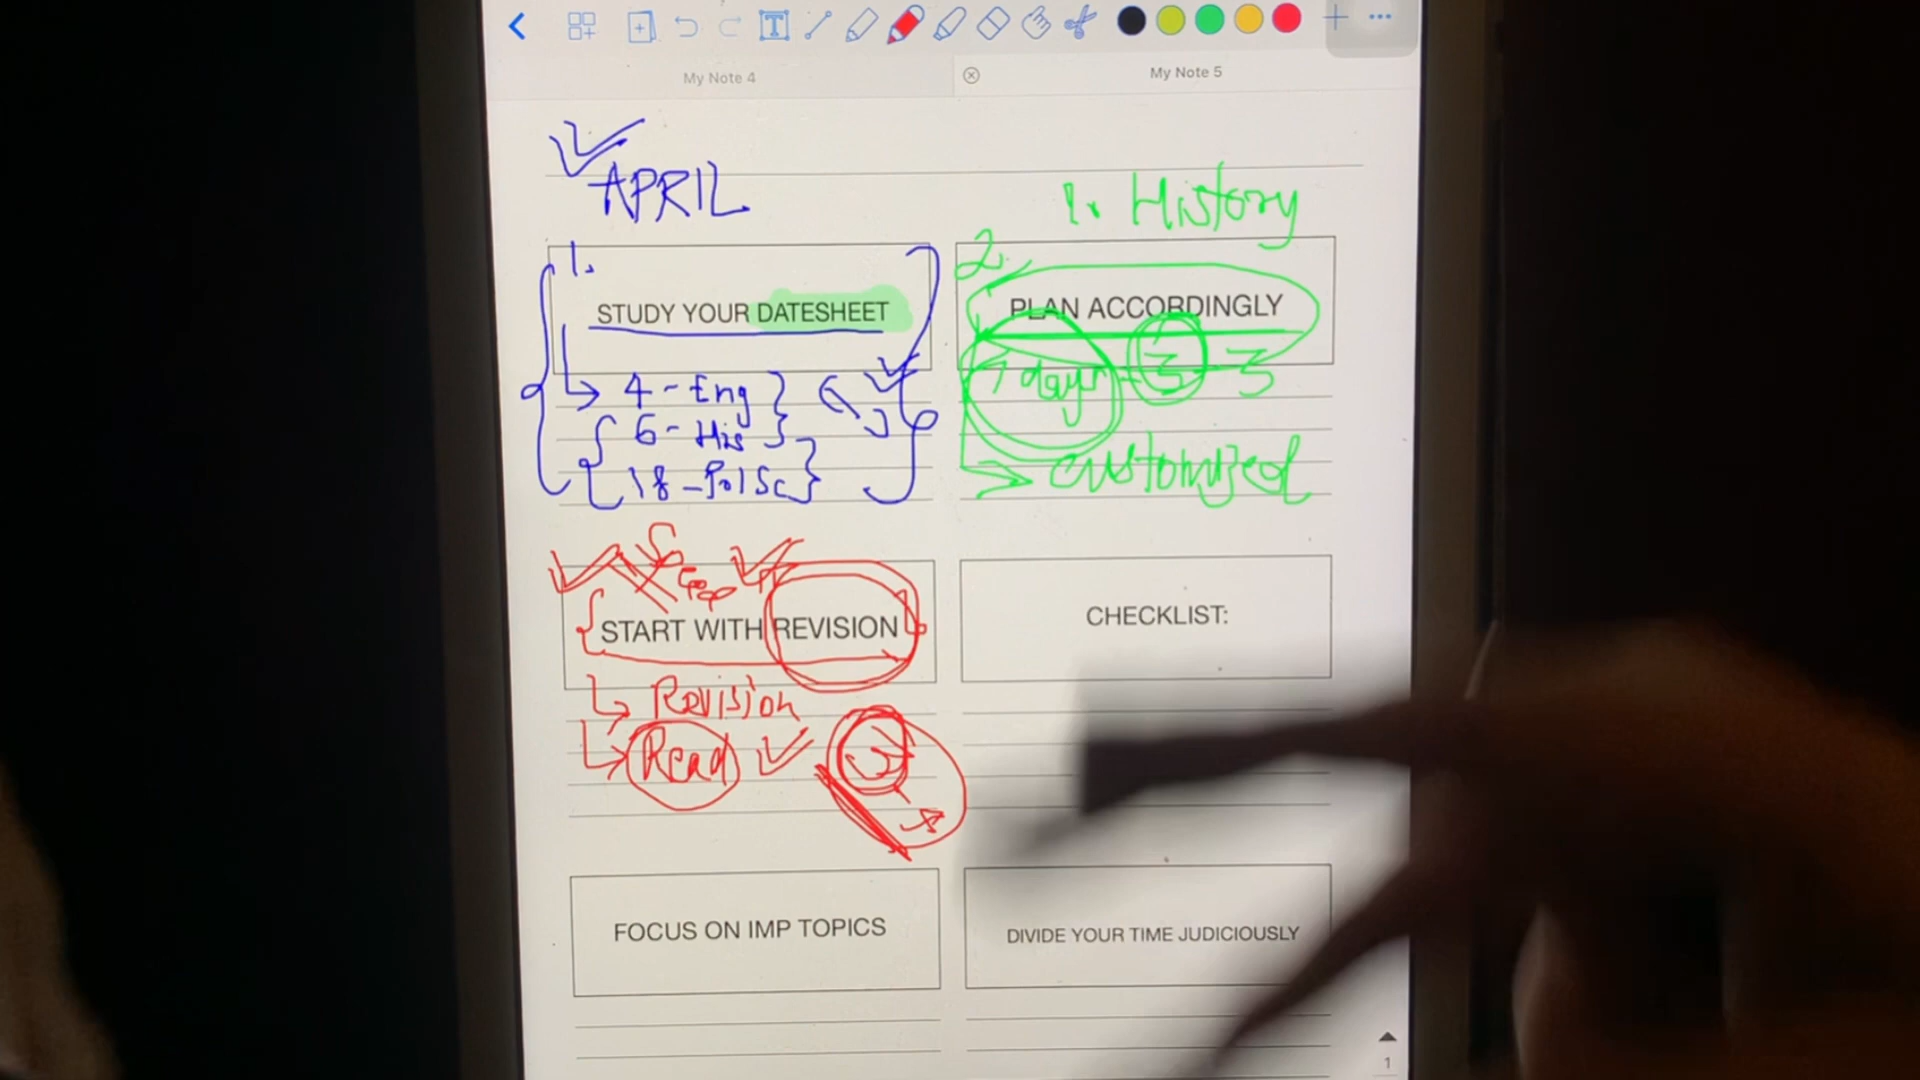 My Note 4
My Note 5
APRIL
1. History
1.
STUDY YOUR DATESHEET
2.
PLAN ACCORDINGLY
4 - Eng
6 - His
18 - Pol Sc
7 days - 3 - 3
customized
START WITH REVISION
Revision
Read
3
CHECKLIST:
FOCUS ON IMP TOPICS
DIVIDE YOUR TIME JUDICIOUSLY
1